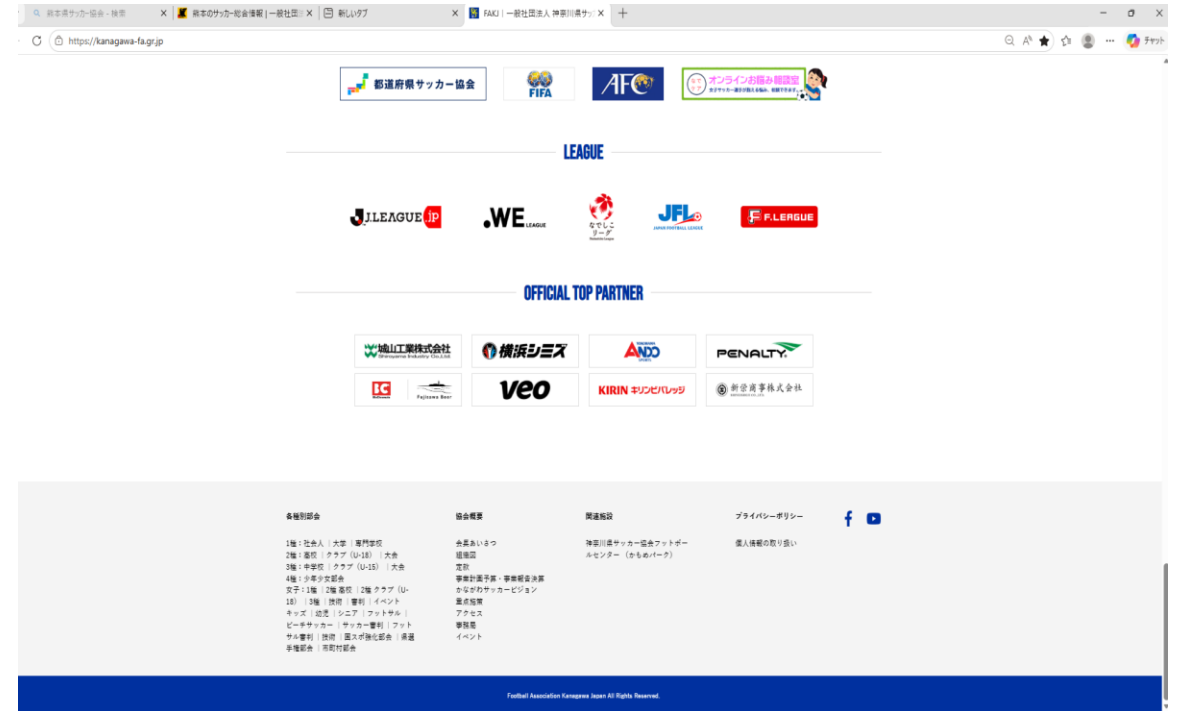 熊本県サッカー協会 - 検索
熊本のサッカー総合情報 | 一般社団
新しいタブ
FAKJ | 一般社団法人 神奈川県サッ
https://kanagawa-fa.gr.jp
チャット
都道府県サッカー協会
FIFA
AFC
なでケア
オンラインお悩み相談室
LEAGUE
J.LEAGUE.jp
.WE LEAGUE
なでしこリーグ
JFL
JAPAN FOOTBALL LEAGUE
F.LEAGUE
OFFICIAL TOP PARTNER
城山工業株式会社
Shiroyama Industry Co.,Ltd.
横浜シミズ
ANDO
SPORTS
PENALTY.
Fujisawa Beer
veo
KIRIN キリンビバレッジ
新栄商事株式会社
各種別部会
1種：社会人｜大学｜専門学校
2種：高校｜クラブ（U-18）｜大会
3種：中学校｜クラブ（U-15）｜大会
4種：少年少女部会
女子：1種｜2種 高校｜2種 クラブ（U-
18）｜3種｜技術｜審判｜イベント
キッズ｜幼児｜シニア｜フットサル｜
ビーチサッカー｜サッカー審判｜フット
サル審判｜技術｜国スポ強化部会｜県選
手種部会｜市町村部会
協会概要
会長あいさつ
組織図
定款
事業計画予算・事業報告決算
かながわサッカービジョン
重点施策
アクセス
事務局
イベント
関連施設
神奈川県サッカー協会フットボー
ルセンター（かもめパーク）
プライバシーポリシー
個人情報の取り扱い
Football Association Kanagawa Japan All Rights Reserved.